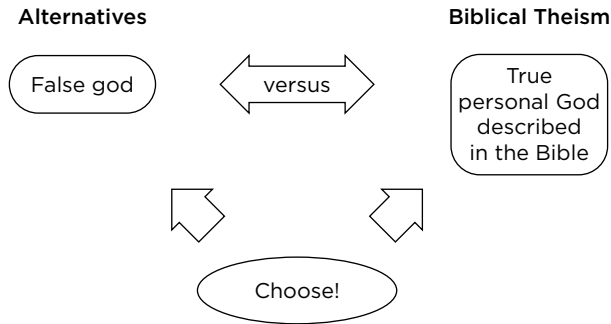 Alternatives
Biblical Theism
False god
versus
True
personal God
described
in the Bible
Choose!